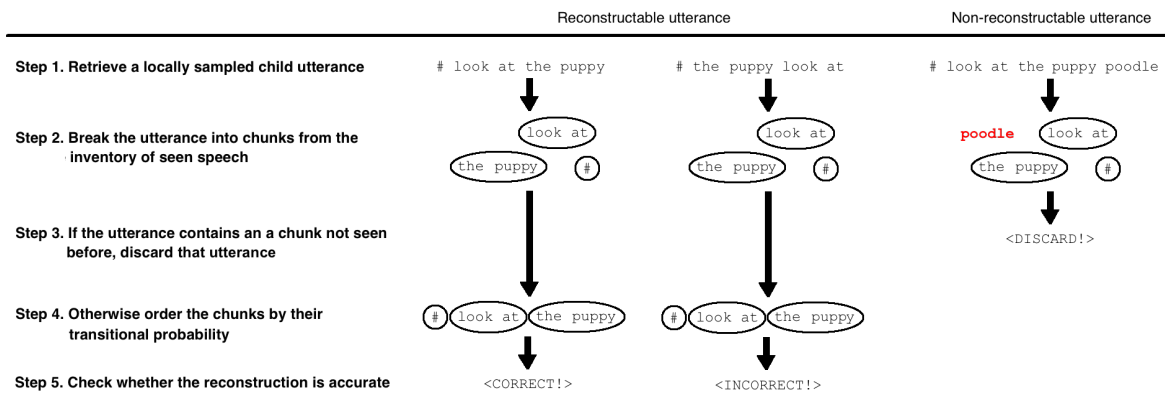 Reconstructable utterance Non-reconstructable utterance
Step 1. Retrieve a locally sampled child utterance # look at the puppy # the puppy look at # look at the puppy poodle
Step 2. Break the utterance into chunks from the look at look at poodle look at
inventory of seen speech the puppy # the puppy # the puppy #
Step 3. If the utterance contains an a chunk not seen <DISCARD!>
before, discard that utterance
Step 4. Otherwise order the chunks by their # look at the puppy # look at the puppy
transitional probability
Step 5. Check whether the reconstruction is accurate <CORRECT!> <INCORRECT!>